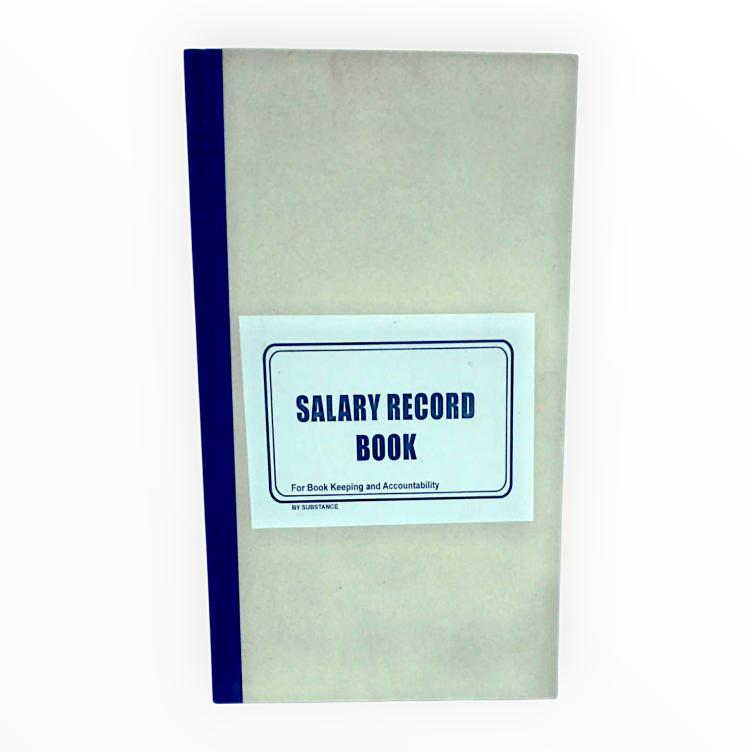 SALARY RECORD
BOOK
For Book Keeping and Accountability
BY SUBSTANCE